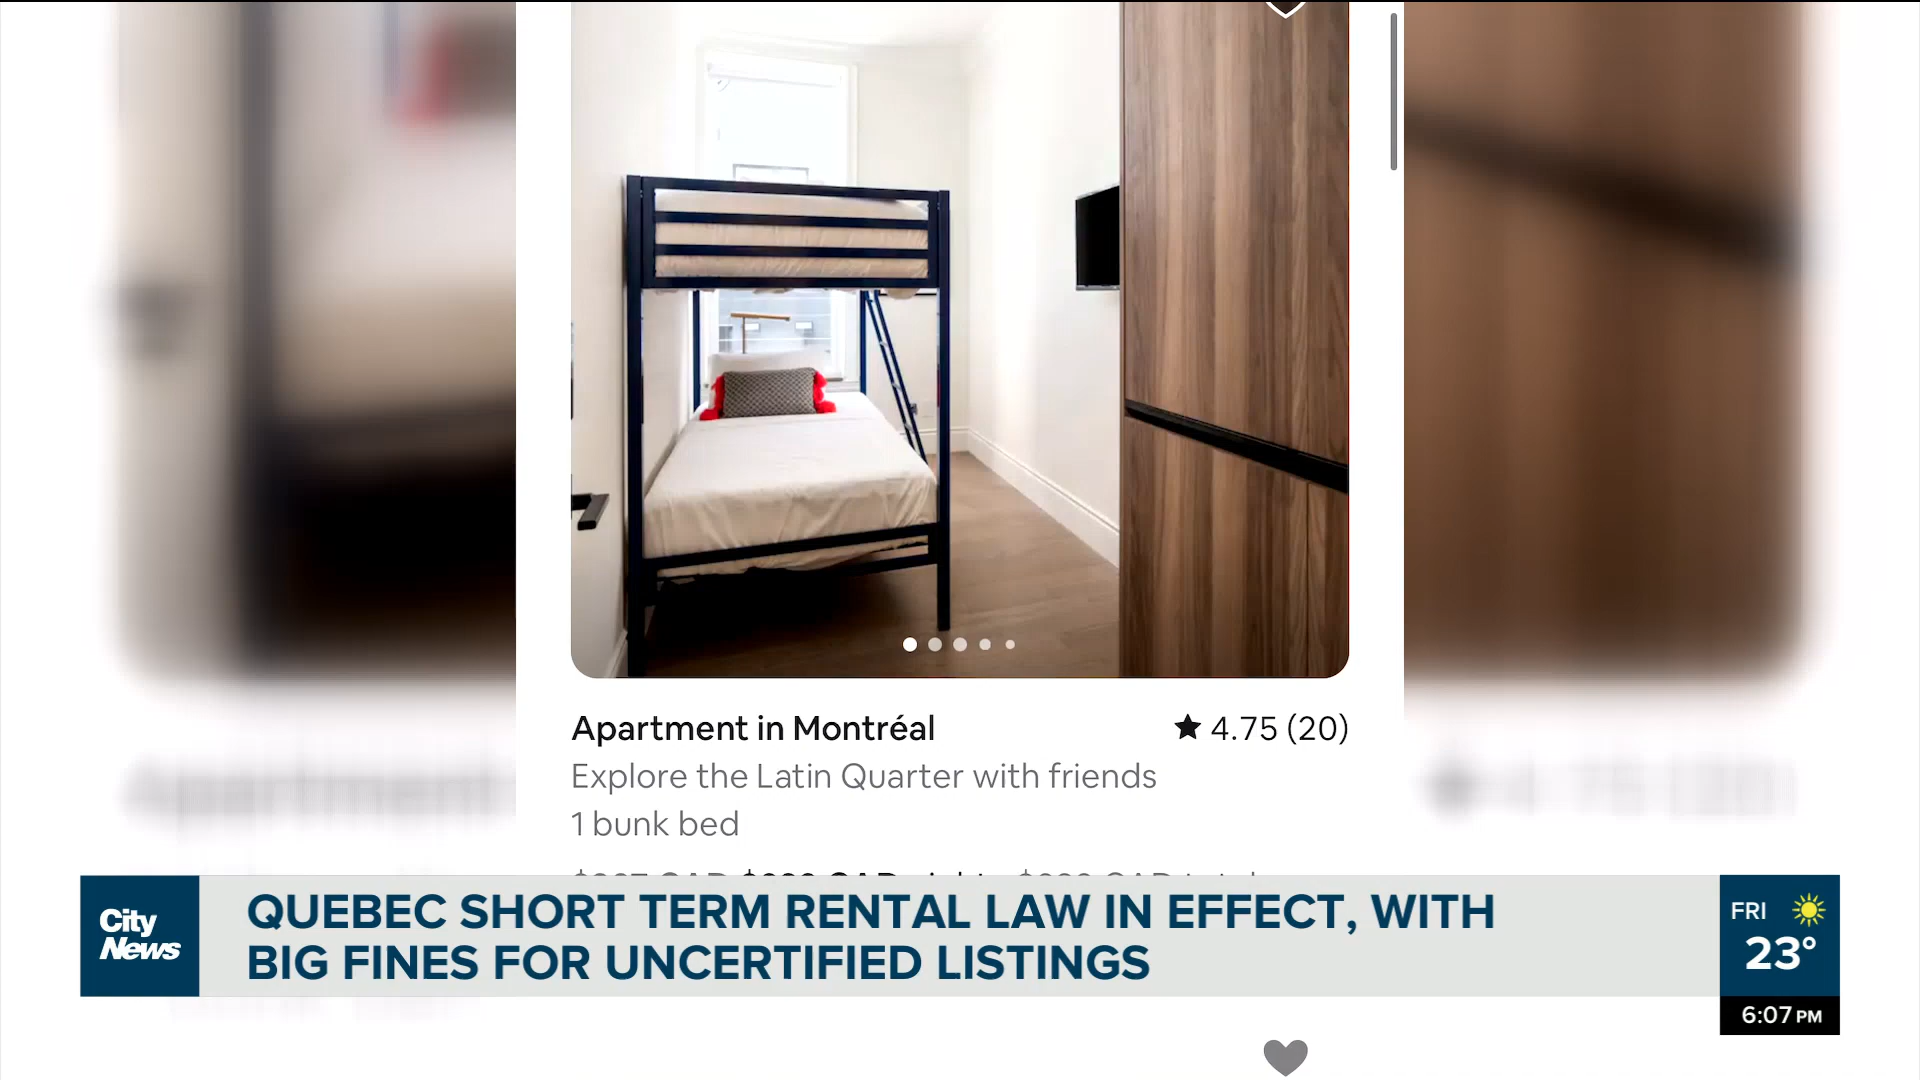 Apartment in Montréal
★ 4.75 (20)
Explore the Latin Quarter with friends
1 bunk bed
City
News
QUEBEC SHORT TERM RENTAL LAW IN EFFECT, WITH
BIG FINES FOR UNCERTIFIED LISTINGS
FRI
23°
6:07 PM